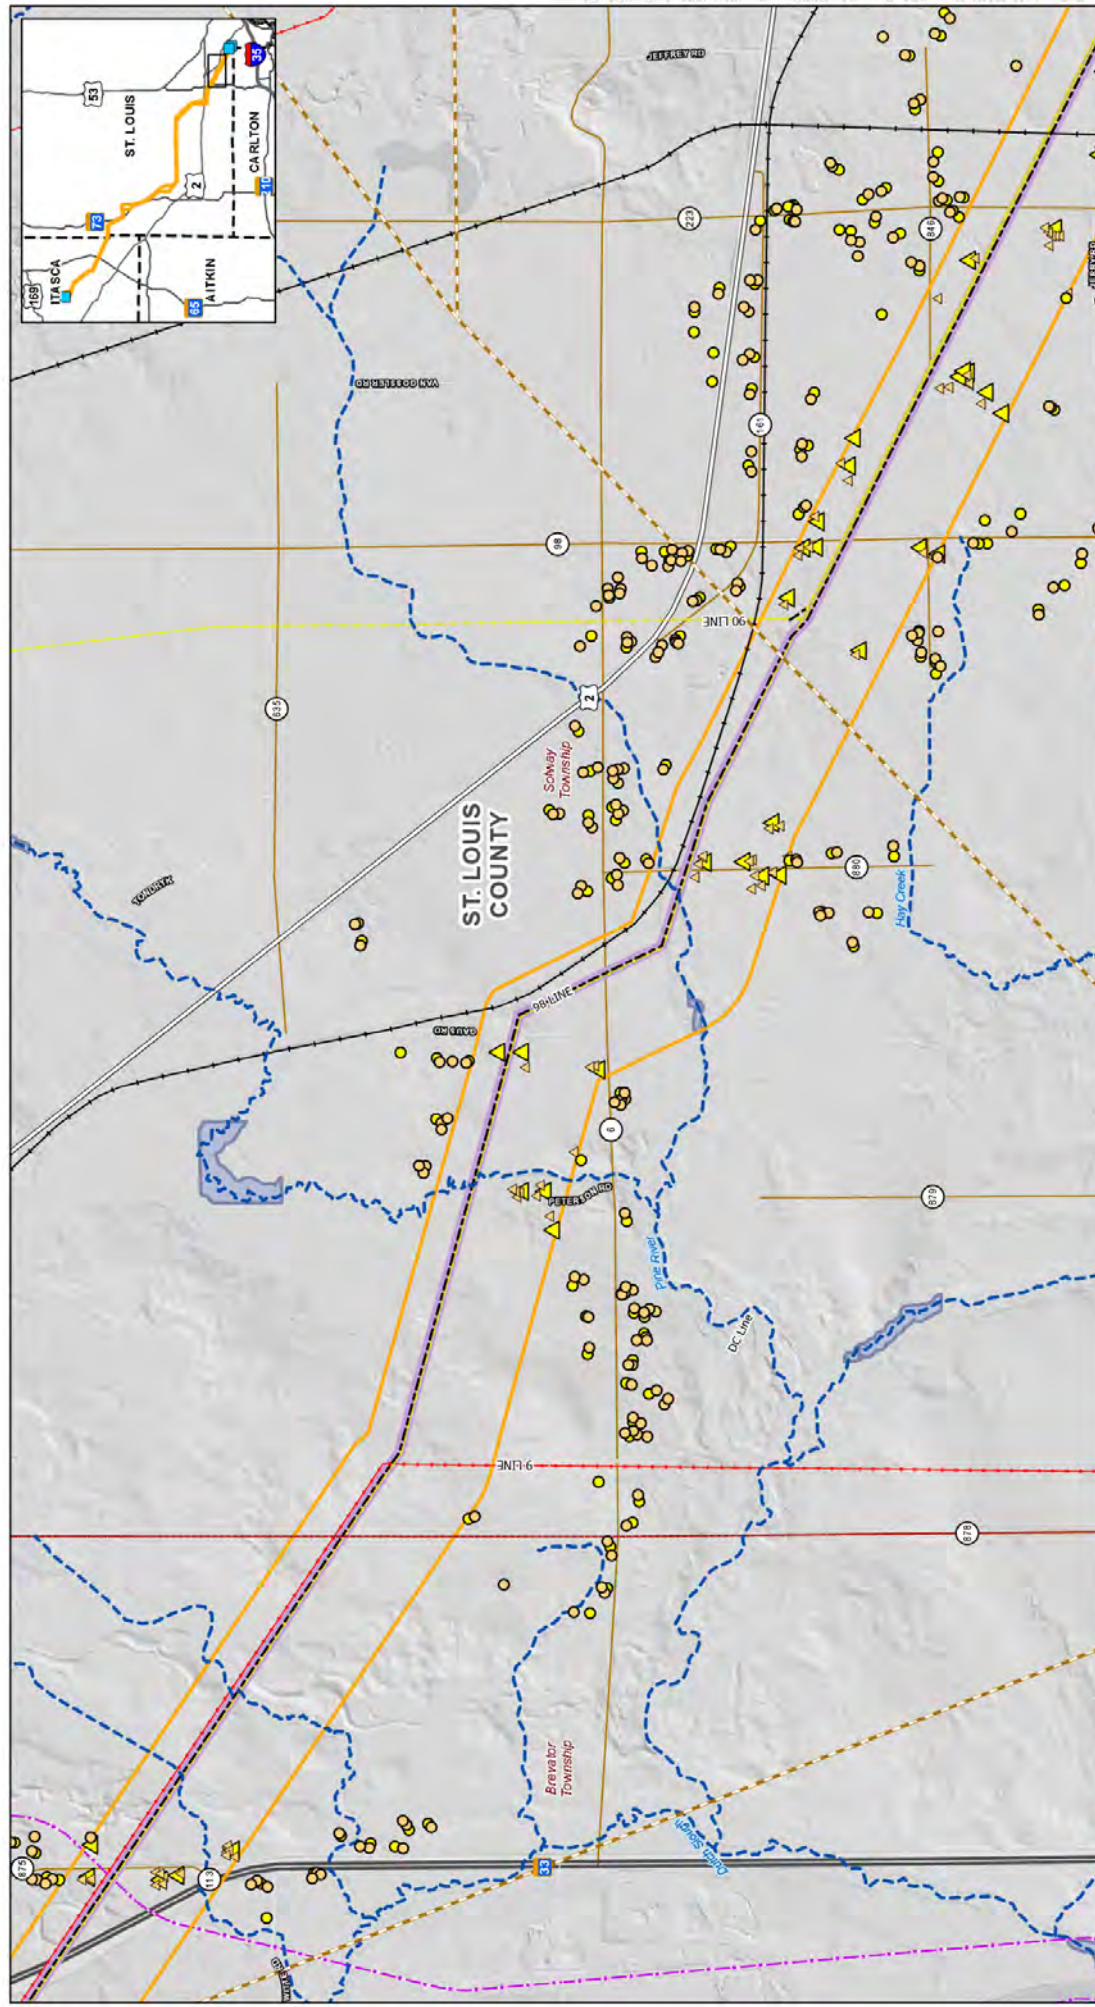 169
ITASCA
73
53
ST. LOUIS
2
65
AITKIN
CARLTON
35
JEFFREY RD
VAN GOSSLER RD
223
161
846
98
635
90 LINE
2
Solway
Township
ST. LOUIS
COUNTY
880
Hay Creek
98 LINE
6
PETERSON RD
Pine River
879
DC Line
9 LINE
878
875
113
33
Brevator
Township
Dutch Slough